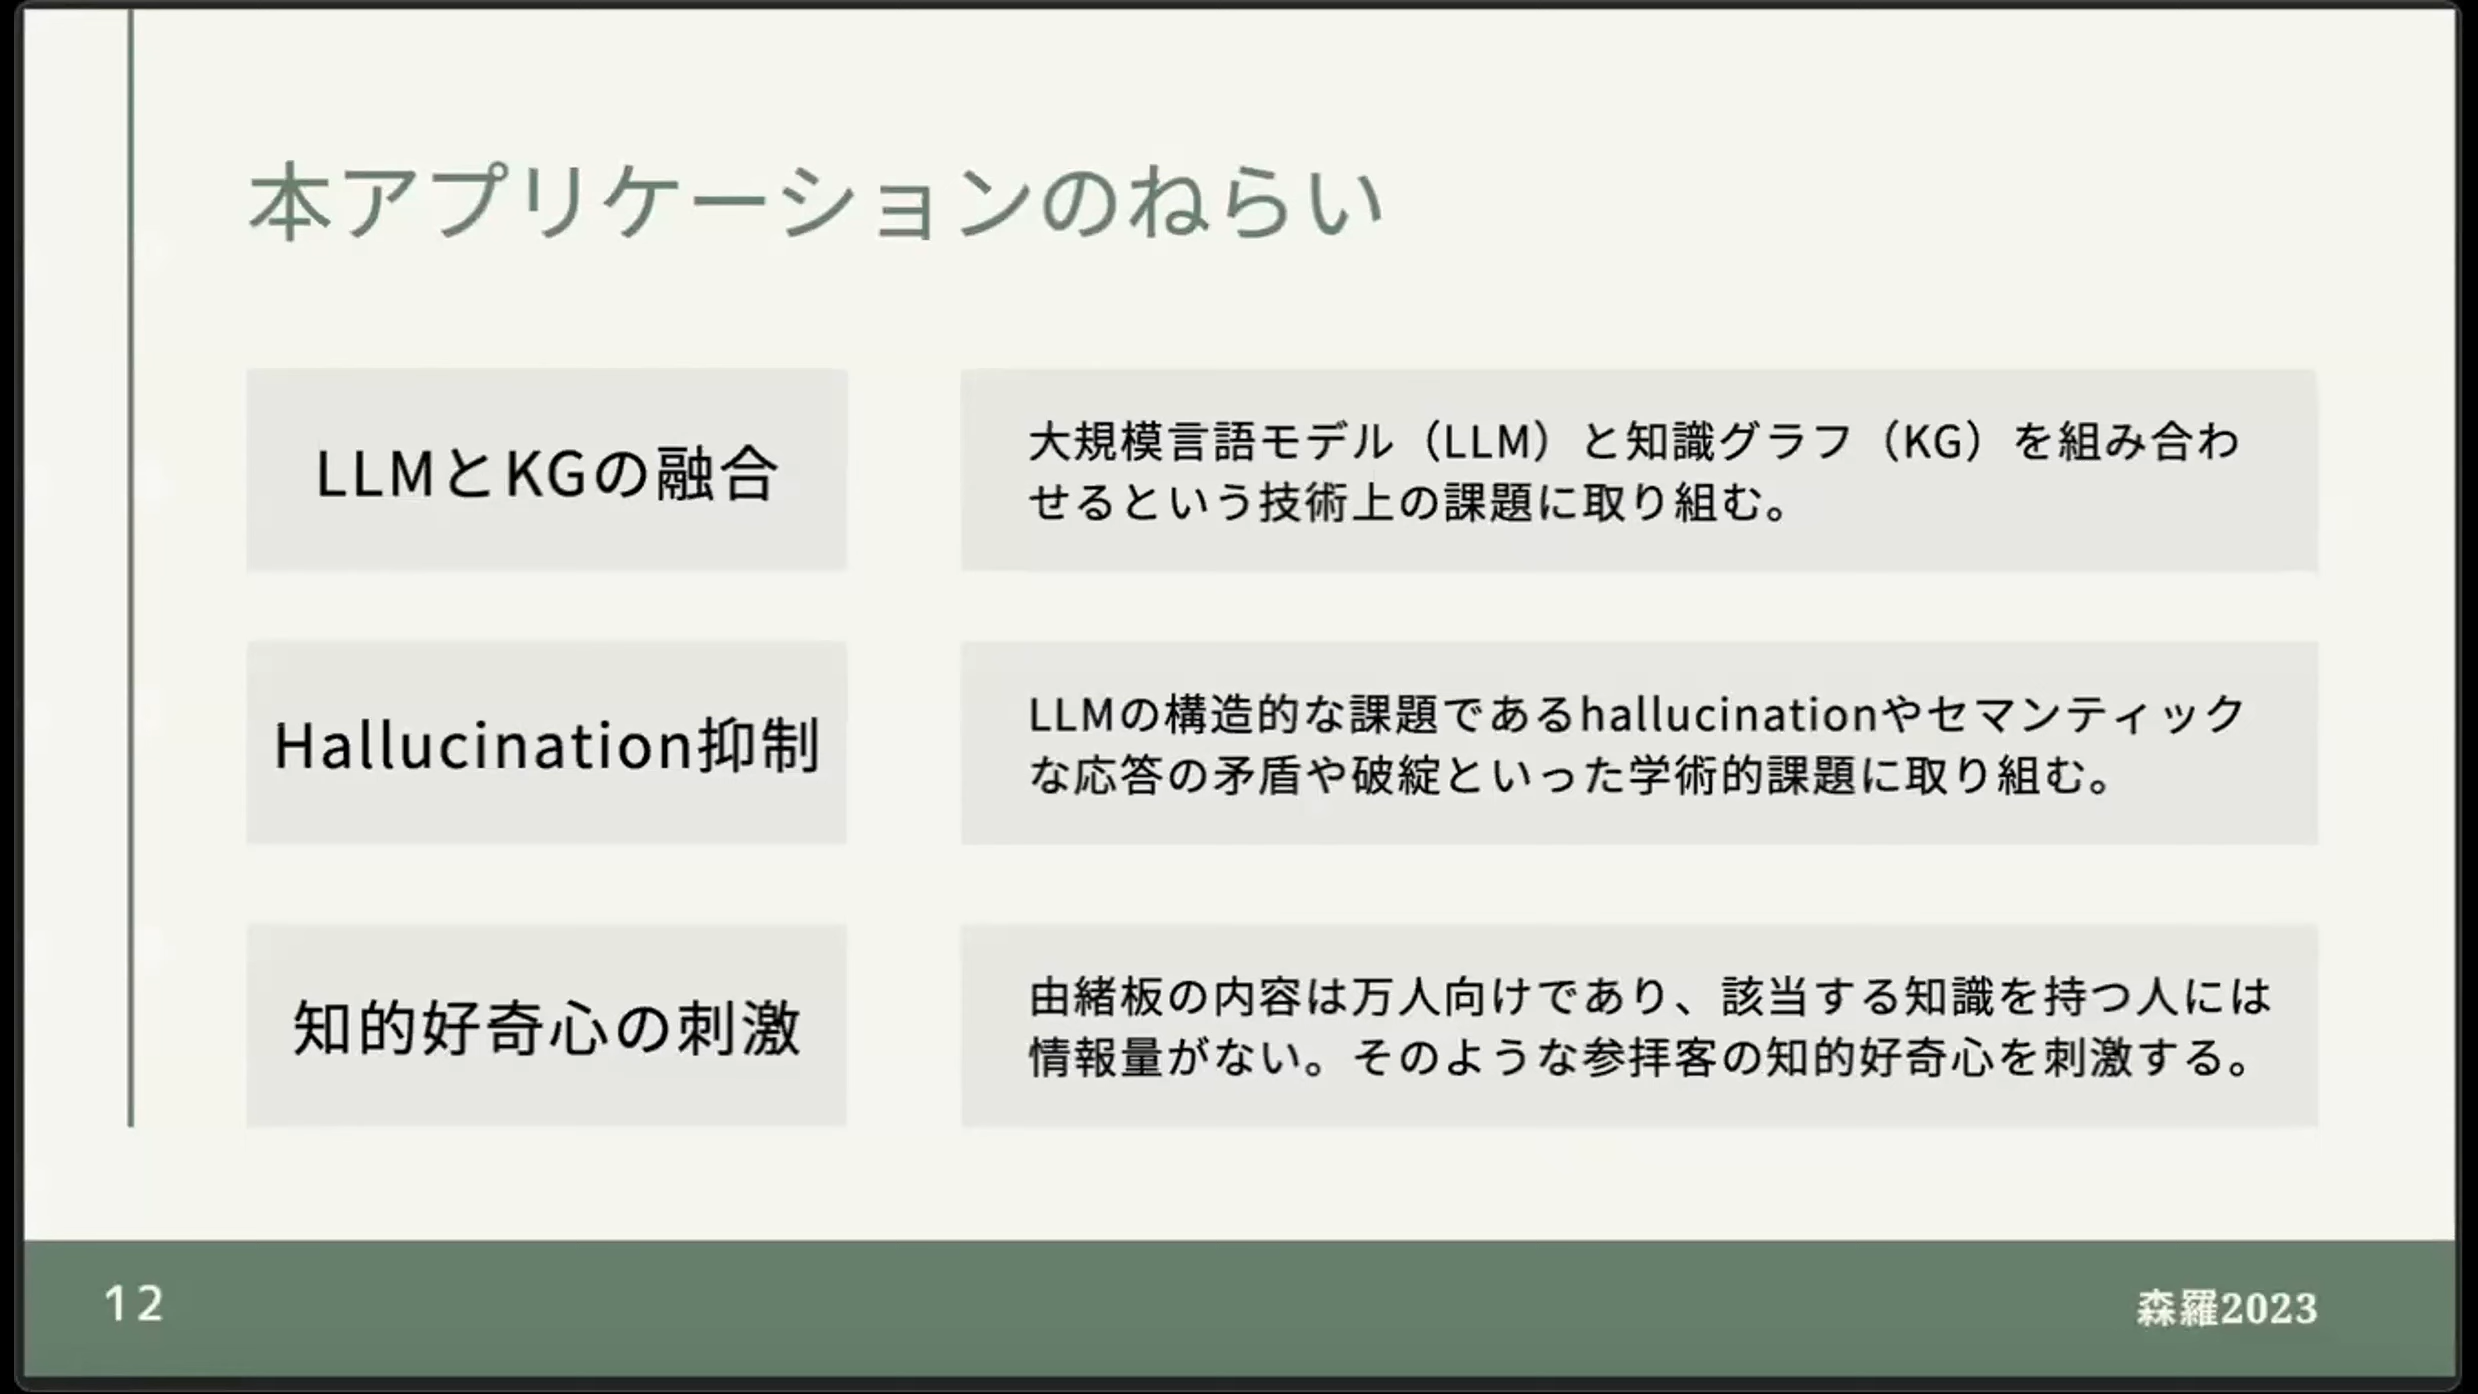 本アプリケーションのねらい
LLMとKGの融合
大規模言語モデル（LLM）と知識グラフ（KG）を組み合わ
せるという技術上の課題に取り組む。
Hallucination抑制
LLMの構造的な課題であるhallucinationやセマンティック
な応答の矛盾や破綻といった学術的課題に取り組む。
知的好奇心の刺激
由緒板の内容は万人向けであり、該当する知識を持つ人には
情報量がない。そのような参拝客の知的好奇心を刺激する。
12
森羅2023